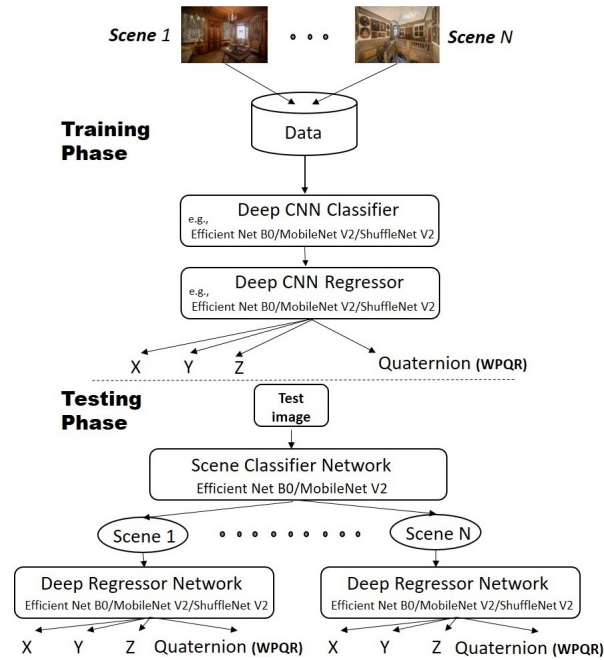 Scene 1
Scene N
Training
Phase
Data
Deep CNN Classifier
e.g.,
Efficient Net B0/MobileNet V2/ShuffleNet V2
Deep CNN Regressor
e.g.,
Efficient Net B0/MobileNet V2/ShuffleNet V2
X Y Z Quaternion (WPQR)
Testing
Phase
Test
image
Scene Classifier Network
Efficient Net B0/MobileNet V2
Scene 1
Scene N
Deep Regressor Network
Efficient Net B0/MobileNet V2/ShuffleNet V2
X Y Z Quaternion (WPQR)
Deep Regressor Network
Efficient Net B0/MobileNet V2/ShuffleNet V2
X Y Z Quaternion (WPQR)